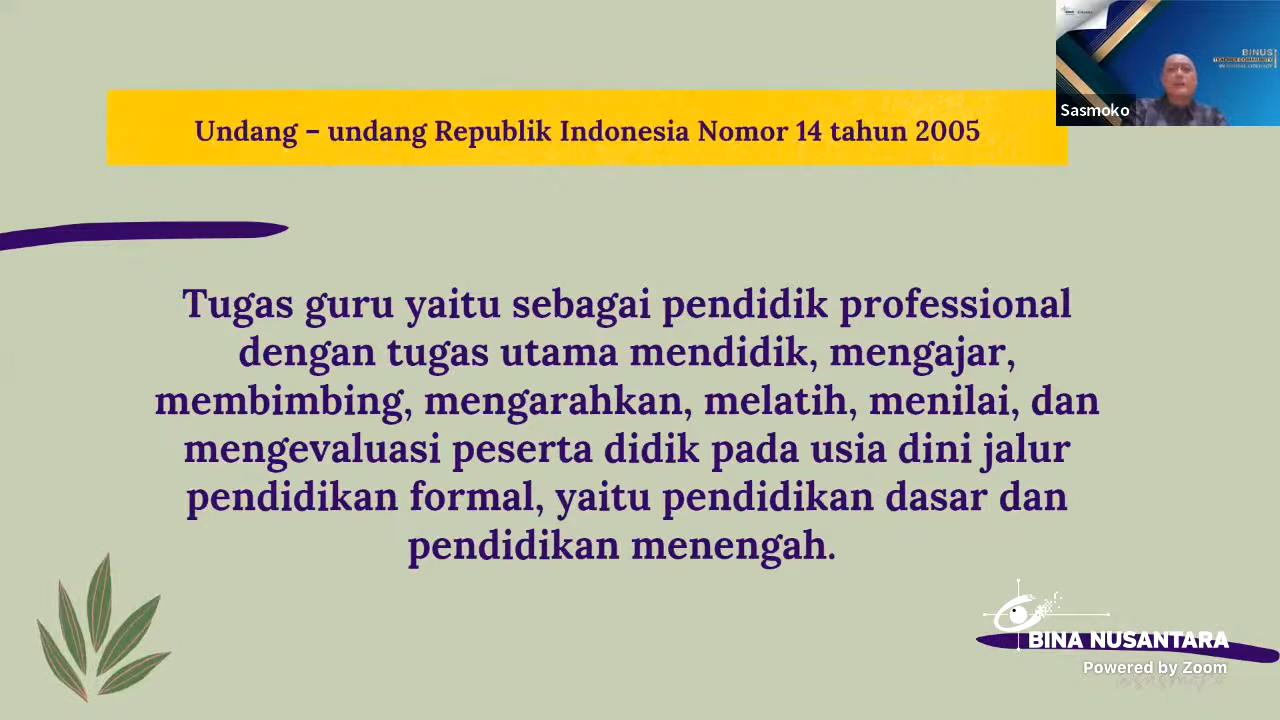 Undang – undang Republik Indonesia Nomor 14 tahun 2005
BINUS
TEACHER COMMUNITY
Sasmoko
Tugas guru yaitu sebagai pendidik professional
dengan tugas utama mendidik, mengajar,
membimbing, mengarahkan, melatih, menilai, dan
mengevaluasi peserta didik pada usia dini jalur
pendidikan formal, yaitu pendidikan dasar dan
pendidikan menengah.
BINA NUSANTARA
Powered by Zoom